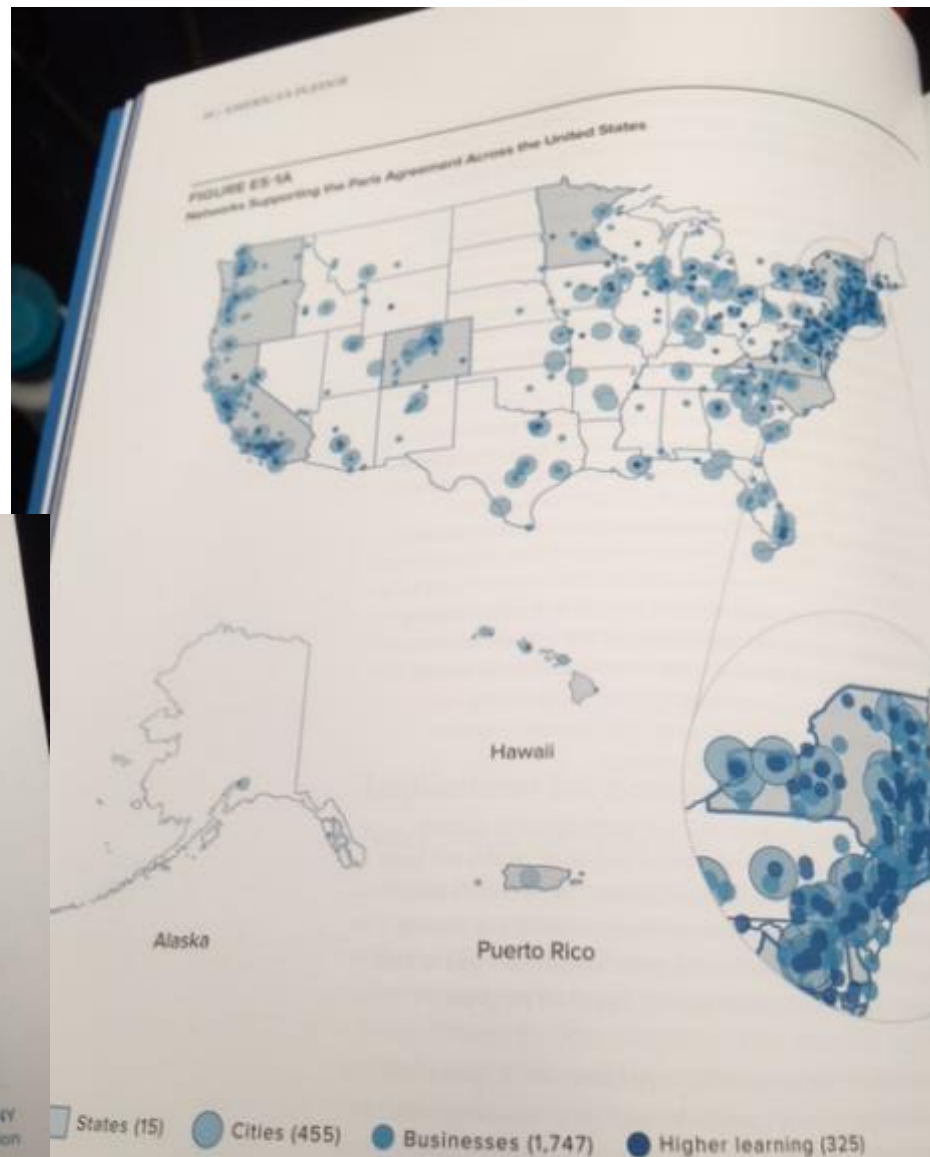 FIGURE ES-1A
Networks Supporting the Paris Agreement Across the United States
Hawaii
Alaska
Puerto Rico
States (15)
Cities (455)
Businesses (1,747)
Higher learning (325)